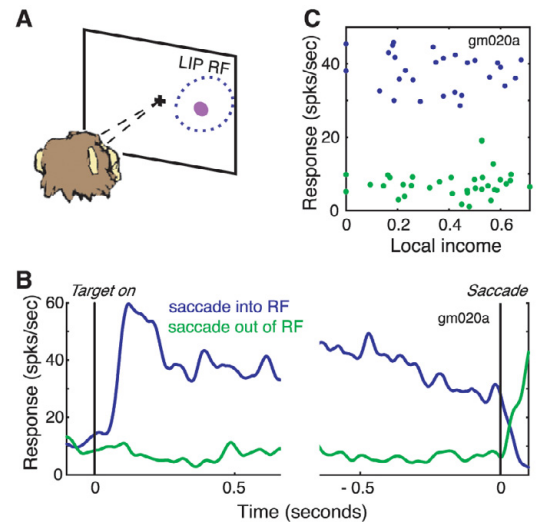 A
LIP RF
C
gm020a
Response (spks/sec)
40
20
0
0 0.2 0.4 0.6
Local income
B
Target on
Saccade
saccade into RF
saccade out of RF
gm020a
Response (spks/sec)
60
40
20
0
0 0.5 - 0.5 0
Time (seconds)